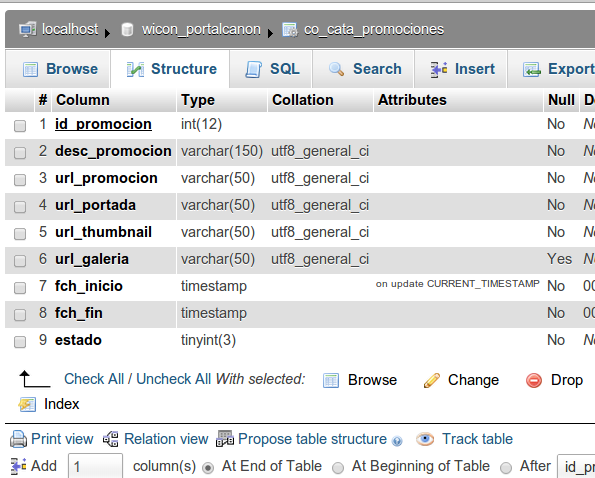 localhost wicon_portalcanon co_cata_promociones
Browse Structure SQL Search Insert Export
# Column Type Collation Attributes Null
1 id_promocion int(12) No
2 desc_promocion varchar(150) utf8_general_ci No
3 url_promocion varchar(50) utf8_general_ci No
4 url_portada varchar(50) utf8_general_ci No
5 url_thumbnail varchar(50) utf8_general_ci No
6 url_galeria varchar(50) utf8_general_ci Yes
7 fch_inicio timestamp on update CURRENT_TIMESTAMP No
8 fch_fin timestamp No
9 estado tinyint(3) No
Check All / Uncheck All With selected: Browse Change Drop
Index
Print view Relation view Propose table structure Track table
Add 1 column(s) At End of Table At Beginning of Table After id_pr